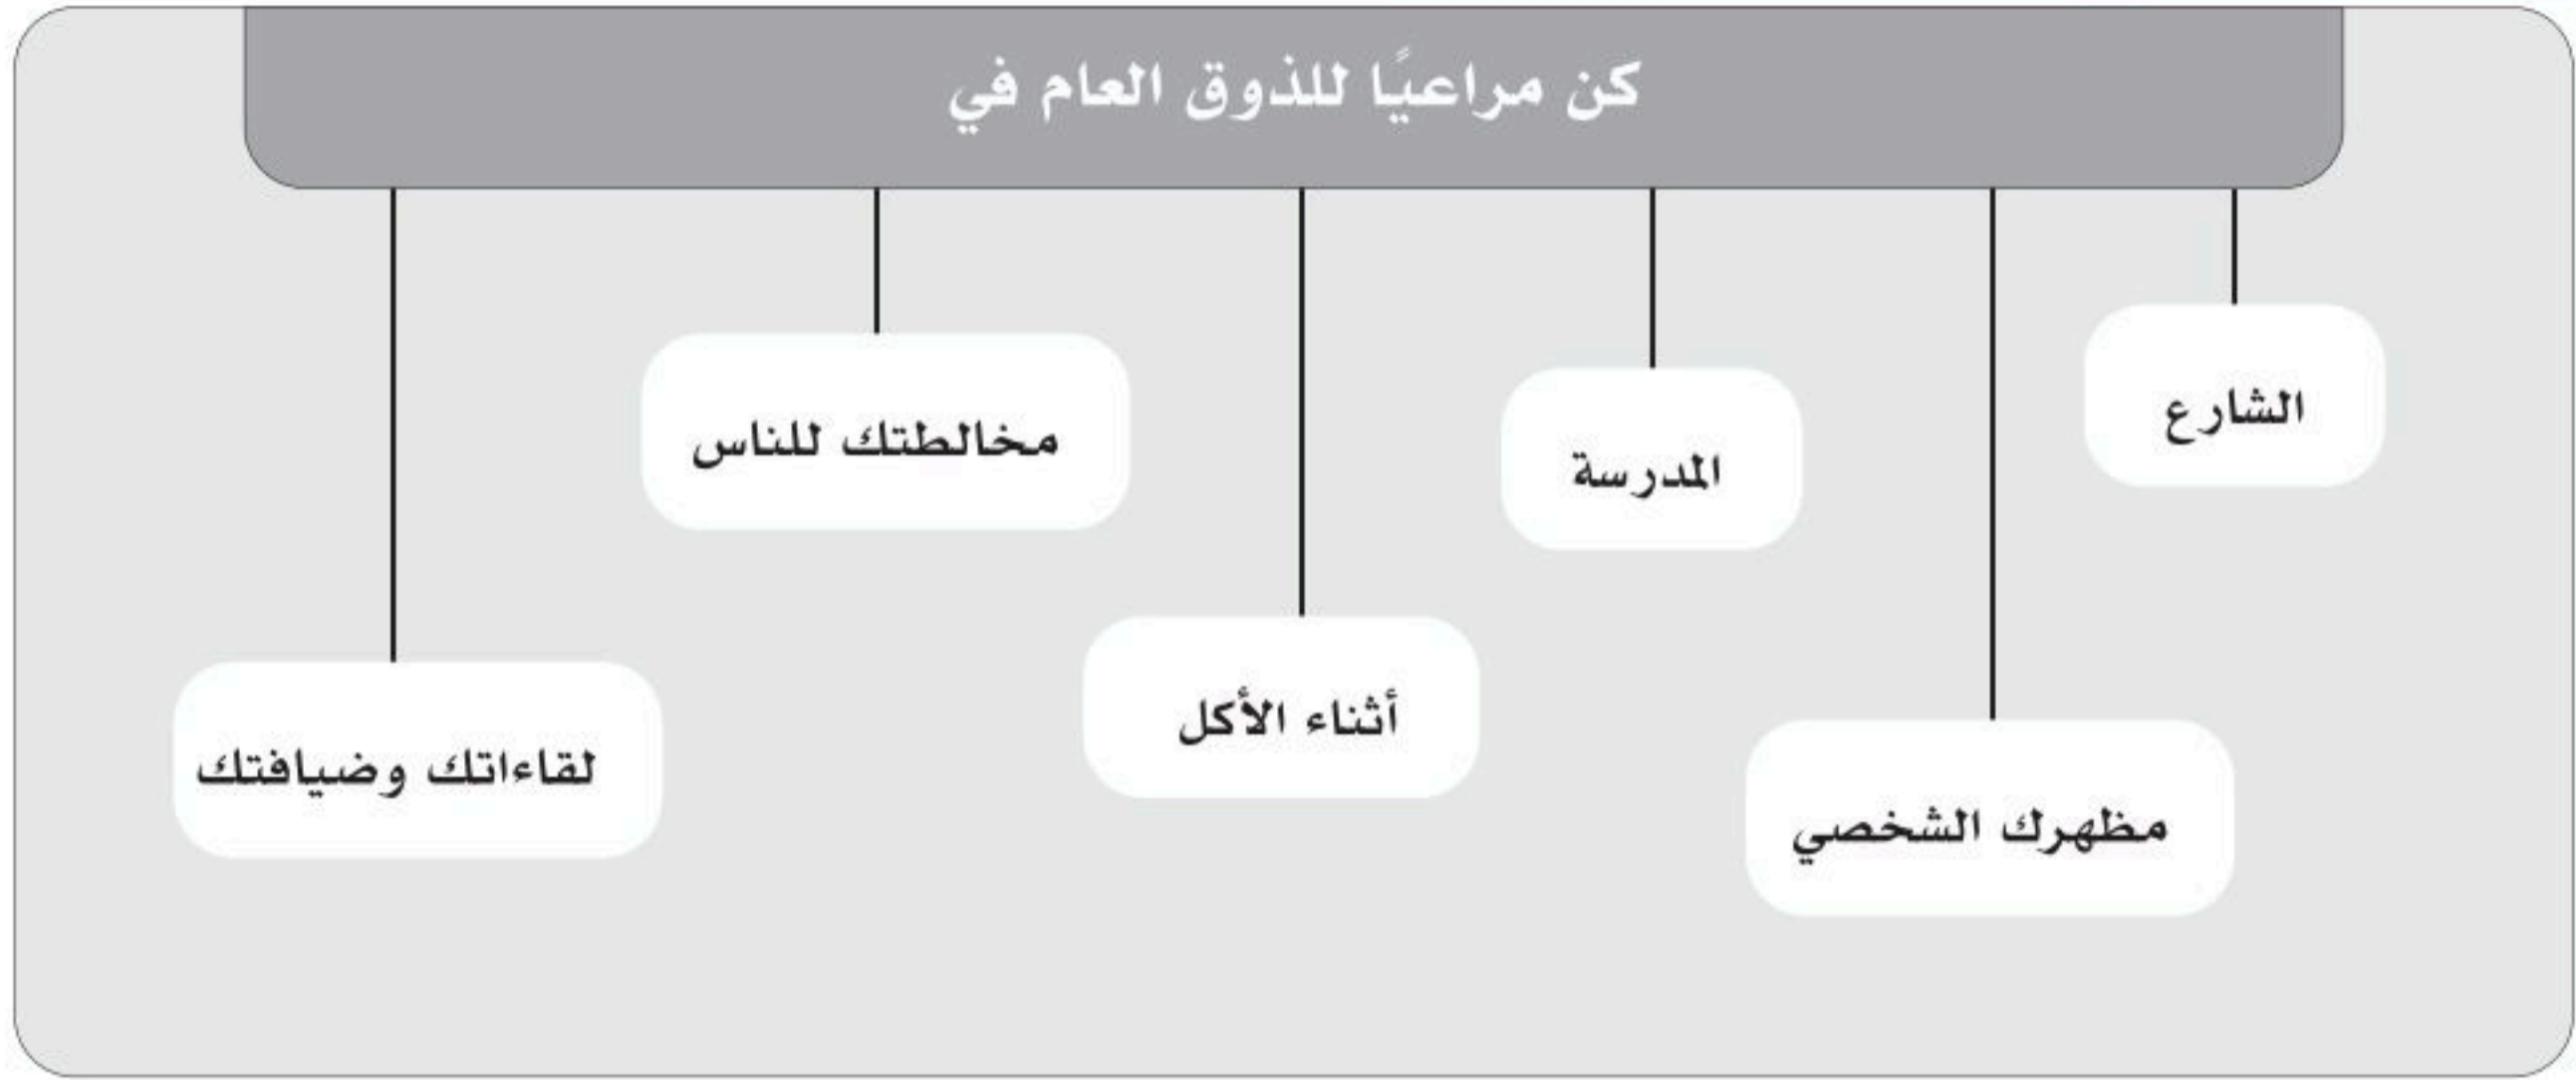 كن مراعيًا للذوق العام في
الشارع
مظهرك الشخصي
المدرسة
أثناء الأكل
مخالطتك للناس
لقاءاتك وضيافتك